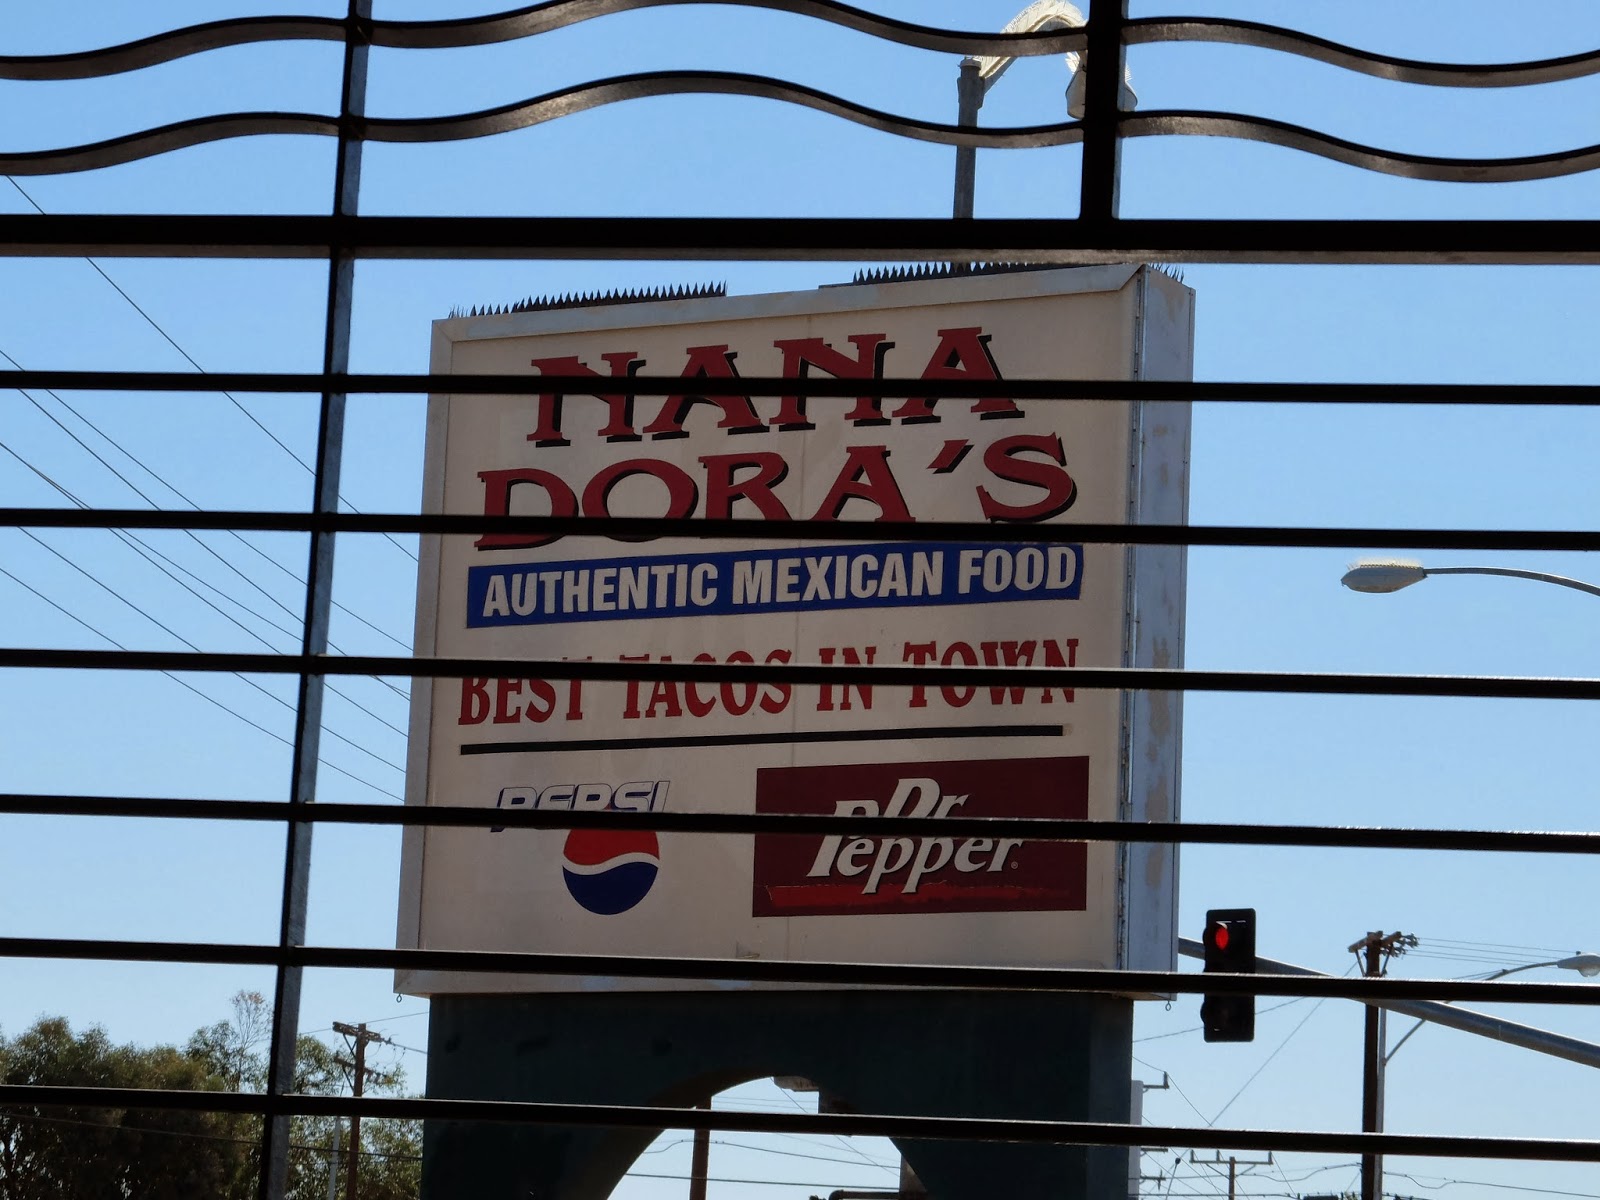 NANA
DORA'S
AUTHENTIC MEXICAN FOOD
BEST TACOS IN TOWN
PEPSI
Dr
Pepper®